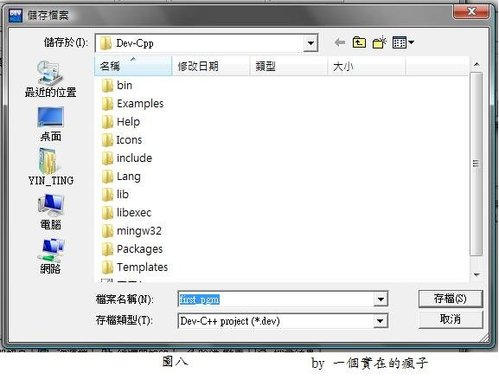 儲存檔案
儲存於(I): Dev-Cpp
名稱 修改日期 類型 大小
最近的位置
桌面
YIN_TING
電腦
網路
bin
Examples
Help
Icons
include
Lang
lib
libexec
mingw32
Packages
Templates
檔案名稱(N): first_pgm 存檔(S)
存檔類型(T): Dev-C++ project (*.dev) 取消
圖八 by 一個實在的瘋子